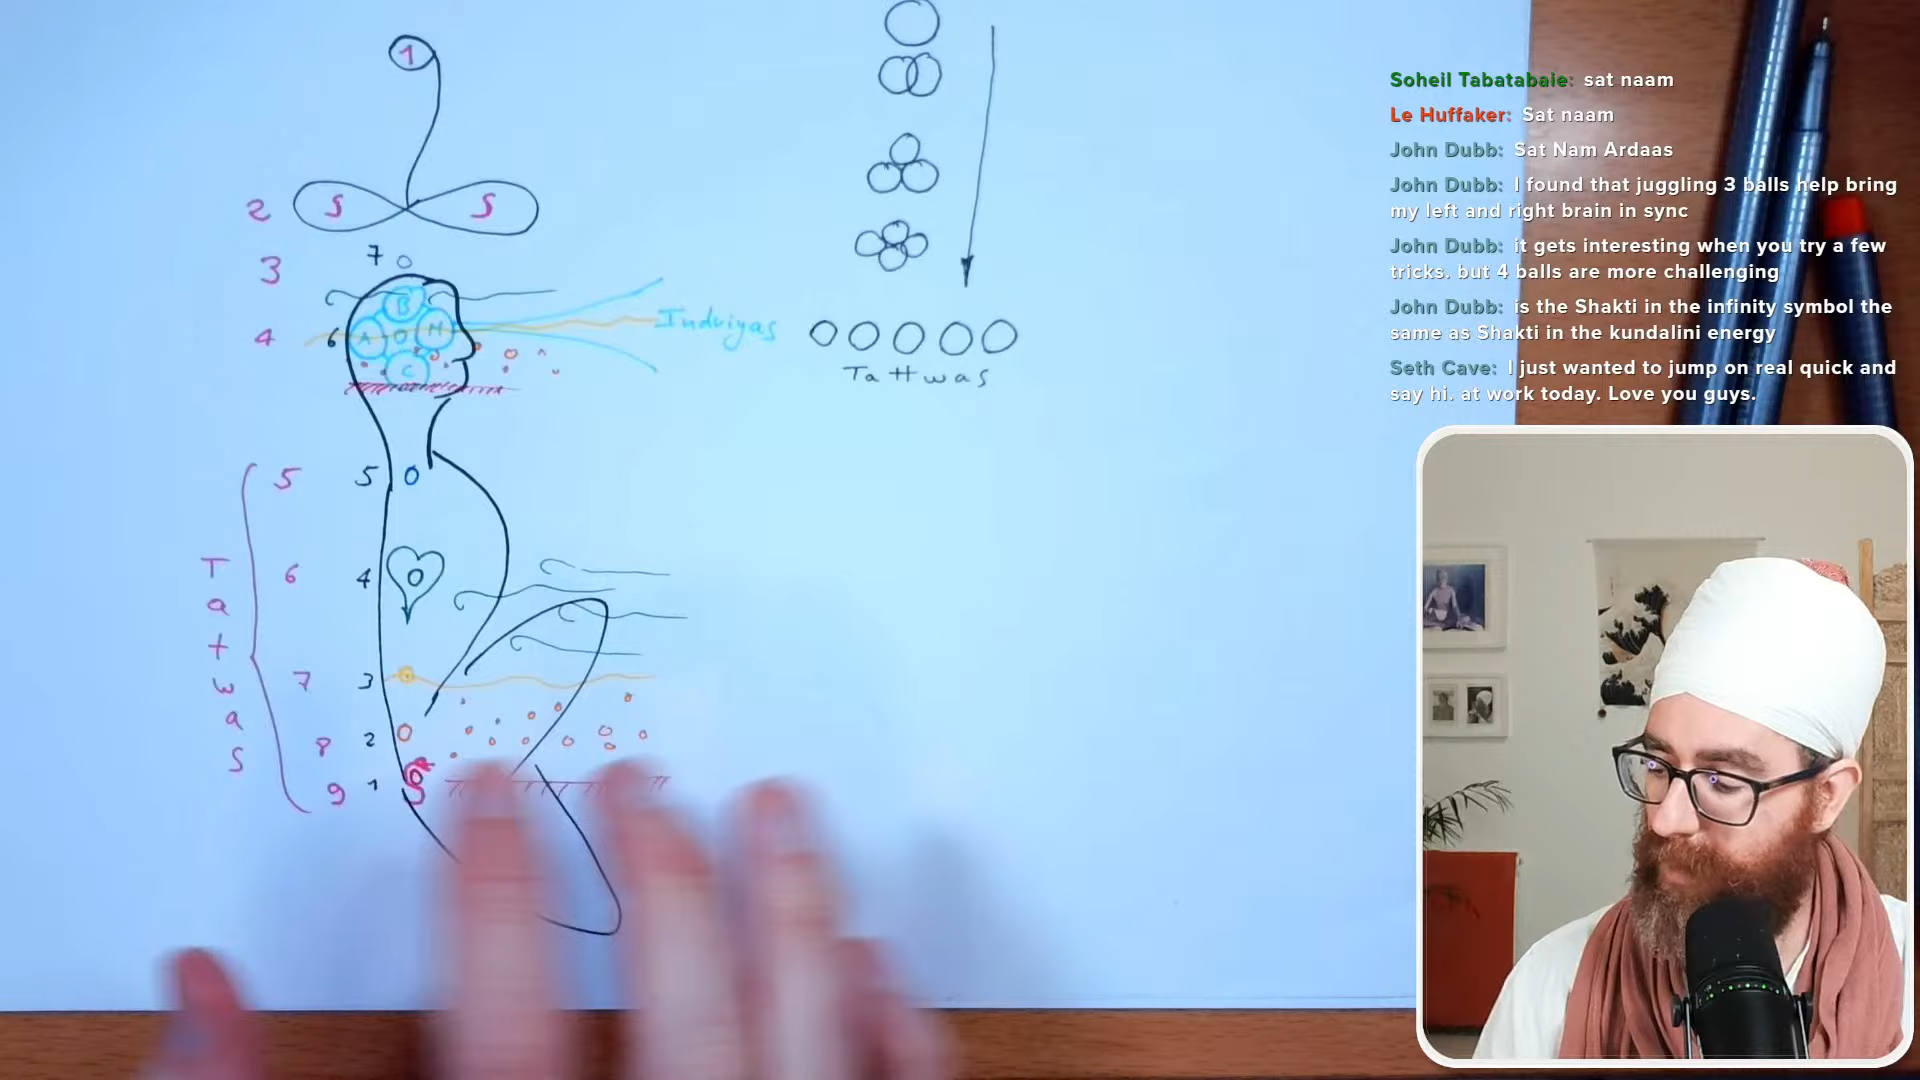 1
2 S S
7
3
B
4 6 A O M Indriyas
C
5 5
6 4
7 3
8 2
9 1
Tatwas
Tattwas
Soheil Tabatabaie: sat naam
Le Huffaker: Sat naam
John Dubb: Sat Nam Ardaas
John Dubb: I found that juggling 3 balls help bring
my left and right brain in sync
John Dubb: it gets interesting when you try a few
tricks. but 4 balls are more challenging
John Dubb: is the Shakti in the infinity symbol the
same as Shakti in the kundalini energy
Seth Cave: I just wanted to jump on real quick and
say hi. at work today. Love you guys.